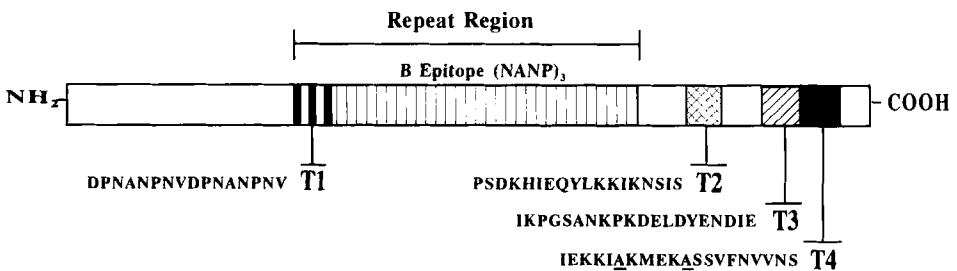 Repeat Region
B Epitope (NANP)3
NH2
COOH
DPNANPNVDPNANPNV T1
PSDKHIEQYLKKIKNSIS T2
IKPGSANKPKDELDYENDIE T3
IEKKIAKMEKASSVFNVVNS T4